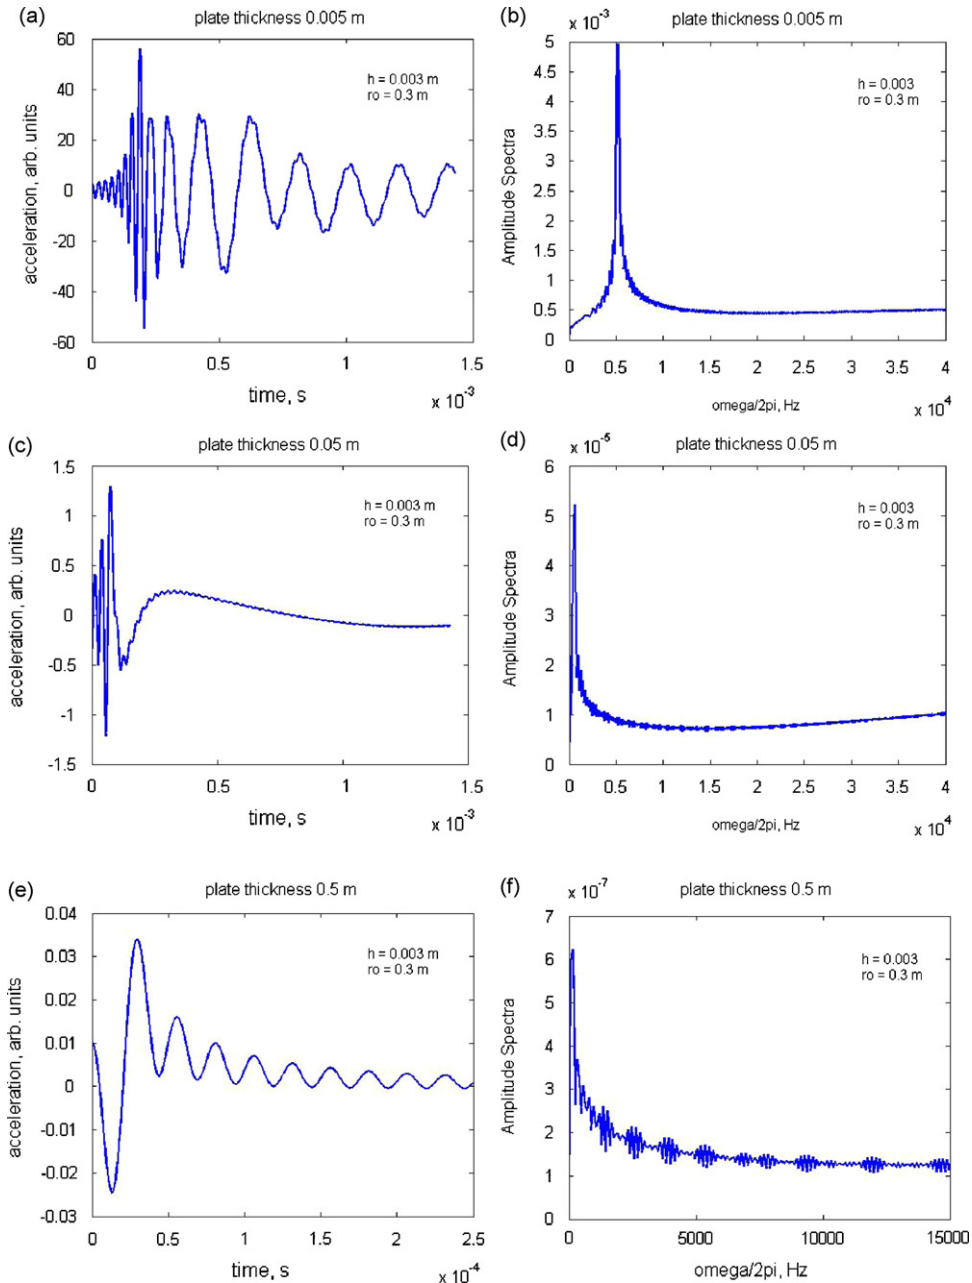 (a)
plate thickness 0.005 m
60
40
20
0
-20
-40
-60
acceleration, arb. units
h = 0.003 m
ro = 0.3 m
0
0.5
1
1.5
time, s
x 10-3
(b)
x 10-3
plate thickness 0.005 m
5
4.5
4
3.5
3
2.5
2
1.5
1
0.5
0
Amplitude Spectra
h = 0.003
ro = 0.3 m
0
0.5
1
1.5
2
2.5
3
3.5
4
omega/2pi, Hz
x 104
(c)
plate thickness 0.05 m
1.5
1
0.5
0
-0.5
-1
-1.5
acceleration, arb. units
h = 0.003 m
ro = 0.3 m
0
0.5
1
1.5
time, s
x 10-3
(d)
x 10-5
plate thickness 0.05 m
6
5
4
3
2
1
0
Amplitude Spectra
h = 0.003
ro = 0.3 m
0
0.5
1
1.5
2
2.5
3
3.5
4
omega/2pi, Hz
x 104
(e)
plate thickness 0.5 m
0.04
0.03
0.02
0.01
0
-0.01
-0.02
-0.03
acceleration, arb. units
h = 0.003 m
ro = 0.3 m
0
0.5
1
1.5
2
2.5
time, s
x 10-4
(f)
x 10-7
plate thickness 0.5 m
7
6
5
4
3
2
1
0
Amplitude Spectra
h = 0.003
ro = 0.3 m
0
5000
10000
15000
omega/2pi, Hz